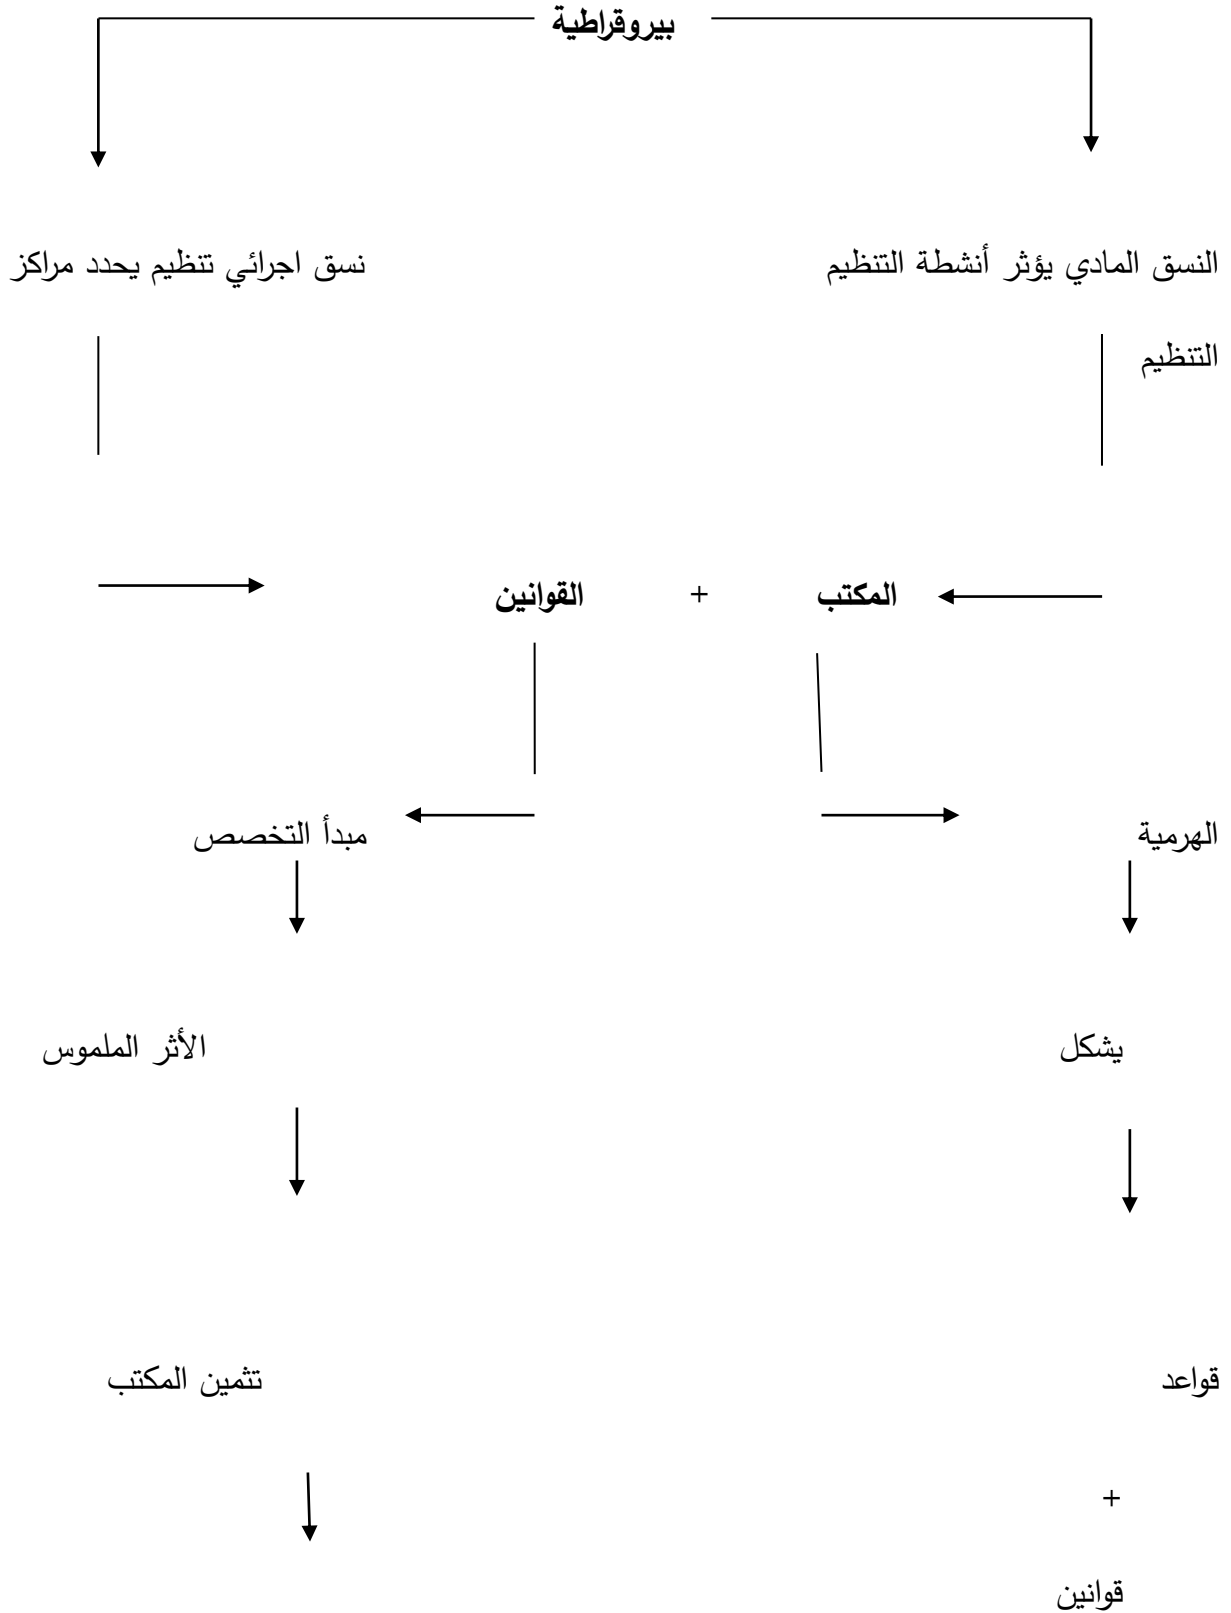 بيروقراطية
النسق المادي يؤثر أنشطة التنظيم نسق اجرائي تنظيم يحدد مراكز
التنظيم
المكتب + القوانين
الهرمية مبدأ التخصص
يشكل الأثر الملموس
قواعد تثمين المكتب
+
قوانين